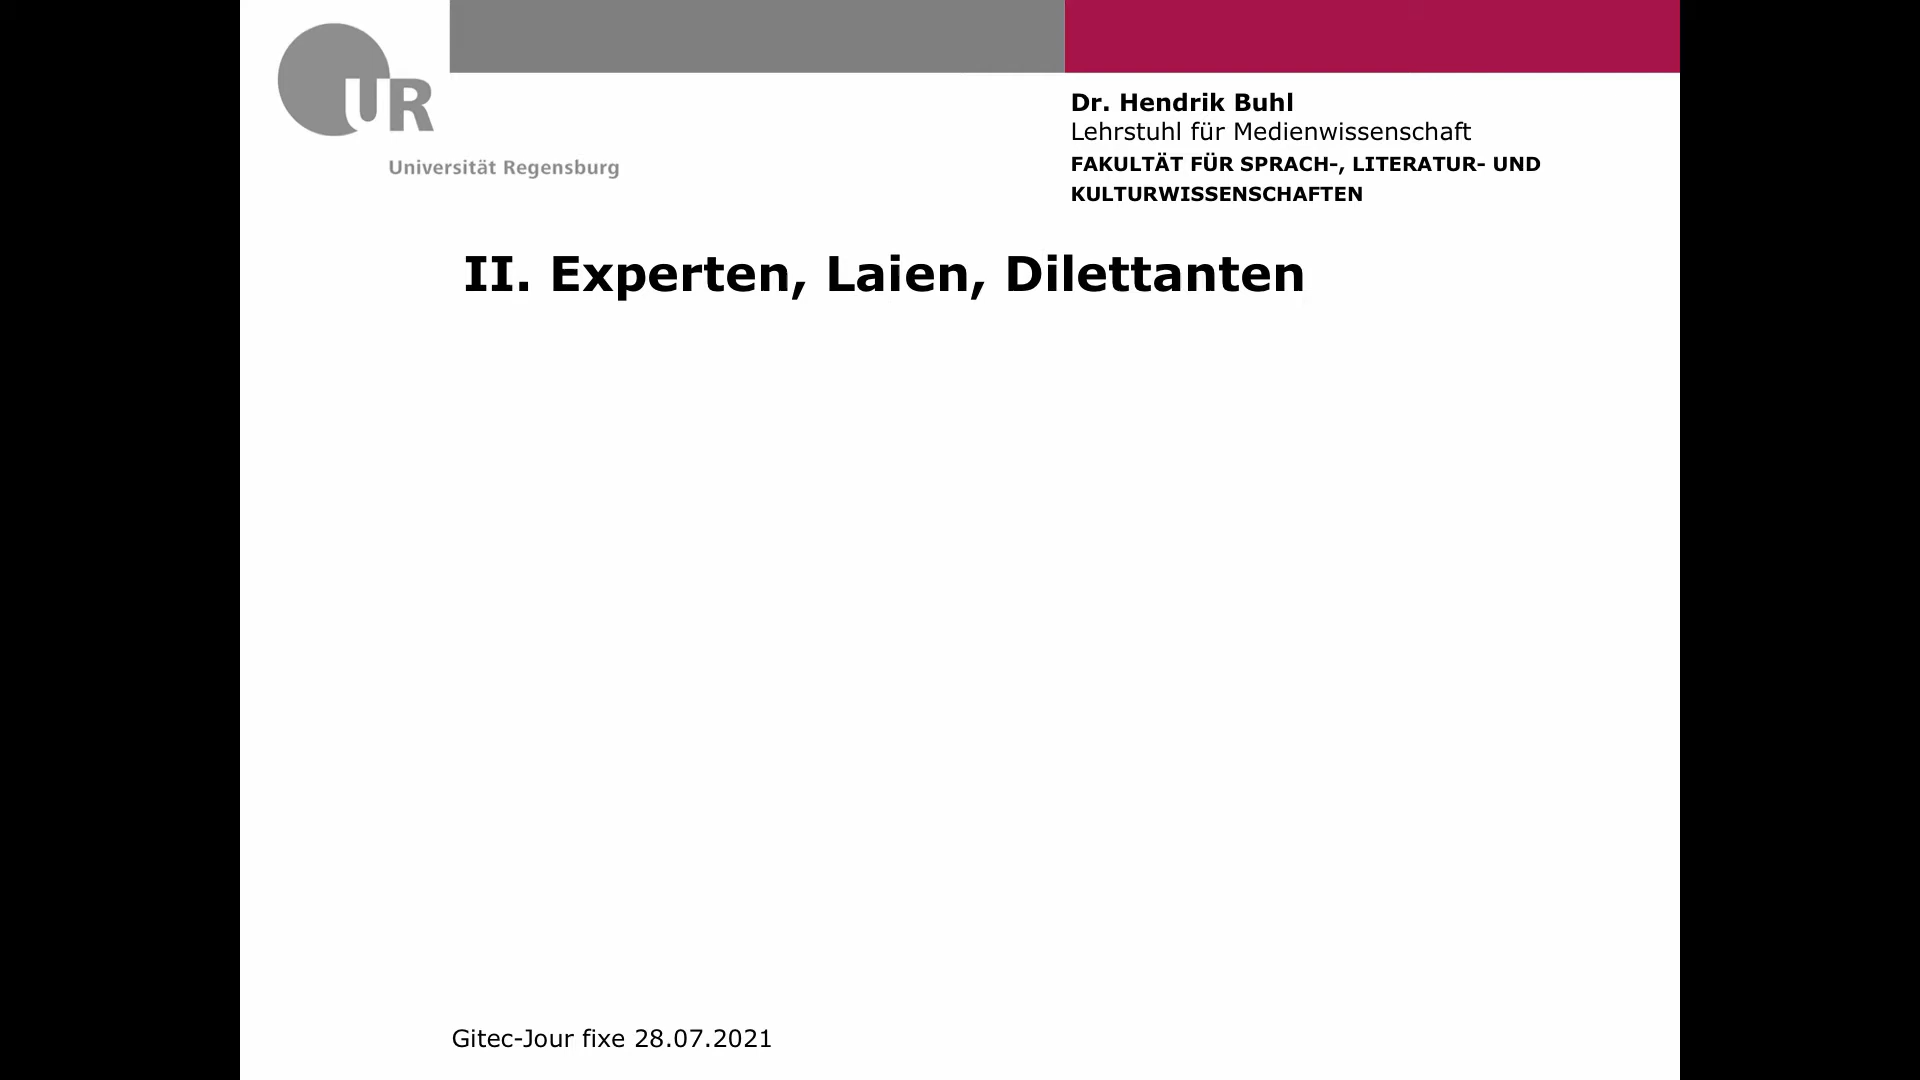 UR
Universität Regensburg
Dr. Hendrik Buhl
Lehrstuhl für Medienwissenschaft
FAKULTÄT FÜR SPRACH-, LITERATUR- UND
KULTURWISSENSCHAFTEN
II. Experten, Laien, Dilettanten
Gitec-Jour fixe 28.07.2021